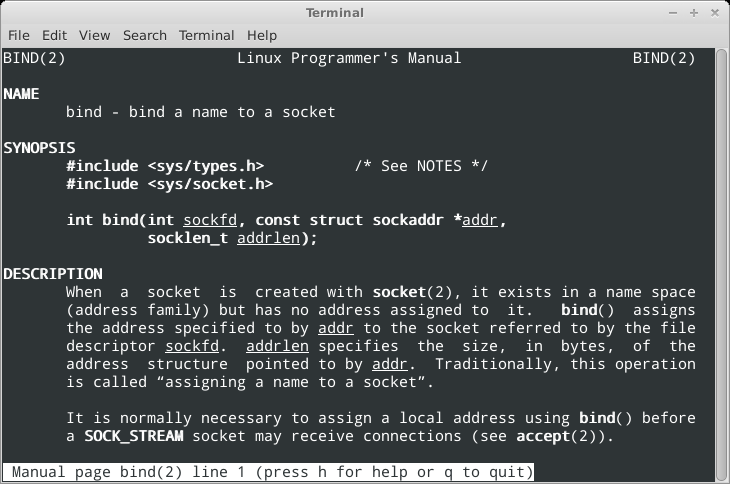 Terminal
File Edit View Search Terminal Help
BIND(2) Linux Programmer's Manual BIND(2)
NAME
bind - bind a name to a socket
SYNOPSIS
#include <sys/types.h> /* See NOTES */
#include <sys/socket.h>
int bind(int sockfd, const struct sockaddr *addr,
socklen_t addrlen);
DESCRIPTION
When a socket is created with socket(2), it exists in a name space
(address family) but has no address assigned to it. bind() assigns
the address specified to by addr to the socket referred to by the file
descriptor sockfd. addrlen specifies the size, in bytes, of the
address structure pointed to by addr. Traditionally, this operation
is called “assigning a name to a socket”.
It is normally necessary to assign a local address using bind() before
a SOCK_STREAM socket may receive connections (see accept(2)).
Manual page bind(2) line 1 (press h for help or q to quit)